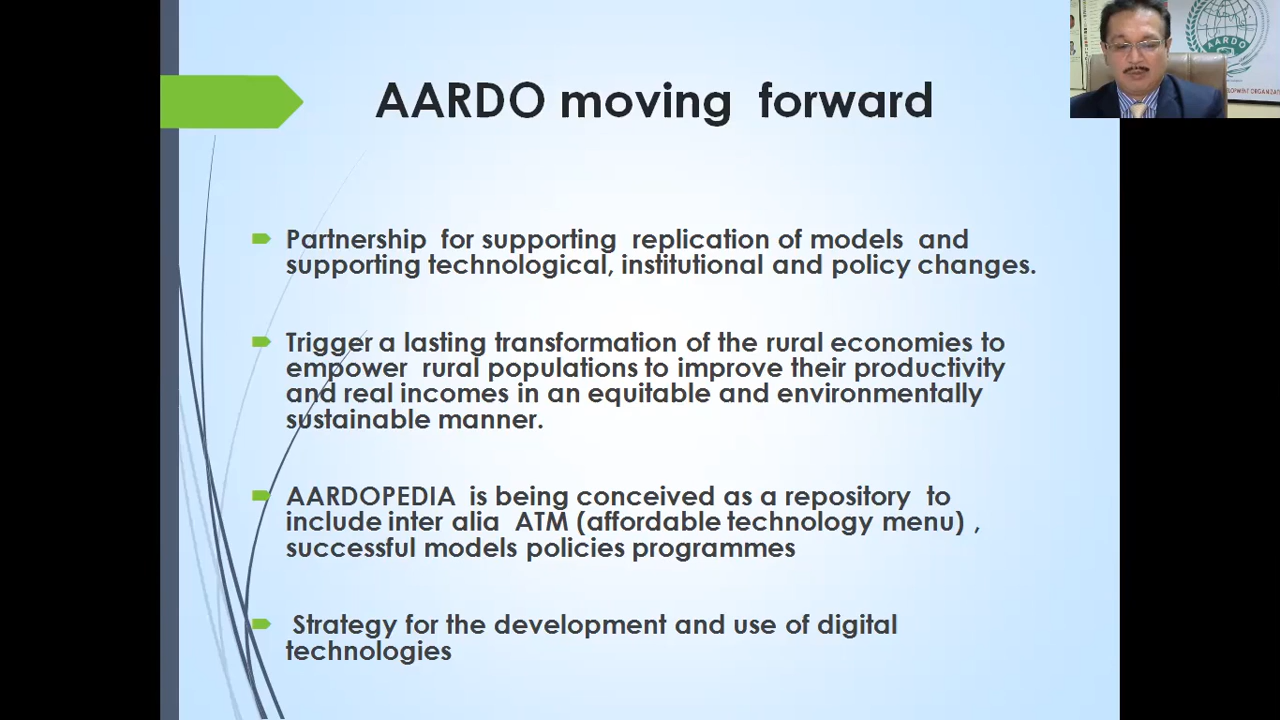 AARDO moving forward
Partnership for supporting replication of models and
supporting technological, institutional and policy changes.
Trigger a lasting transformation of the rural economies to
empower rural populations to improve their productivity
and real incomes in an equitable and environmentally
sustainable manner.
AARDOPEDIA is being conceived as a repository to
include inter alia ATM (affordable technology menu) ,
successful models policies programmes
Strategy for the development and use of digital
technologies
AARDO